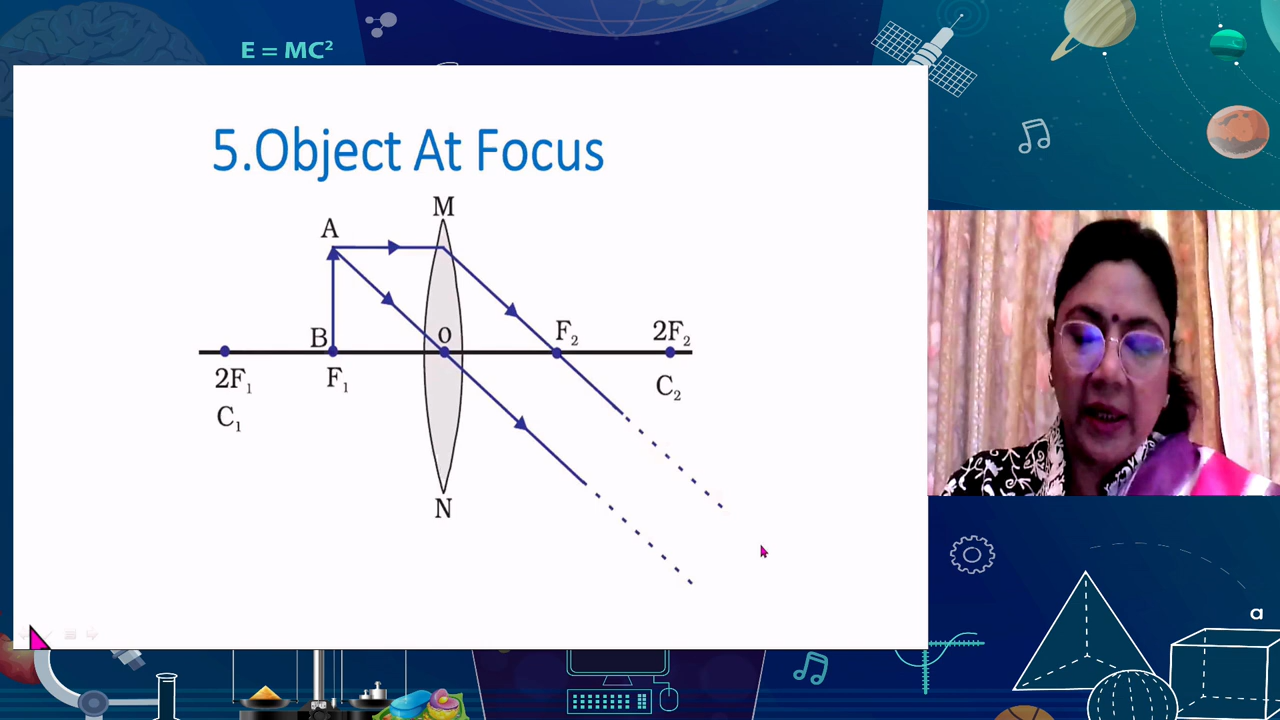 E = MC²
5.Object At Focus
M
A
B
O
F₂
2F₂
2F₁
F₁
C₂
C₁
N
a